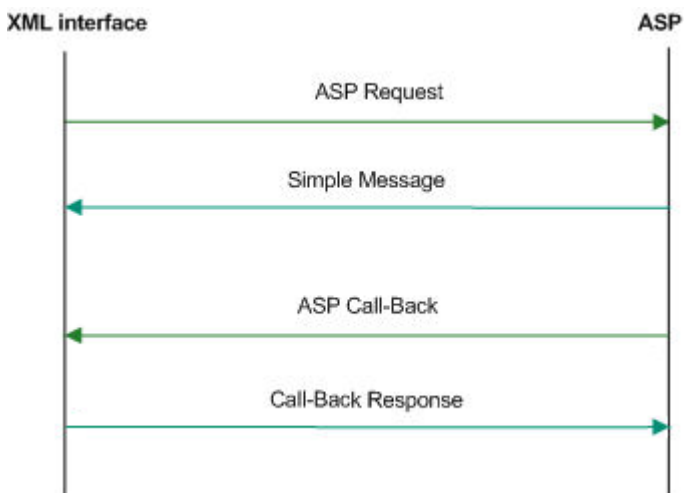 XML interface
ASP
ASP Request
Simple Message
ASP Call-Back
Call-Back Response